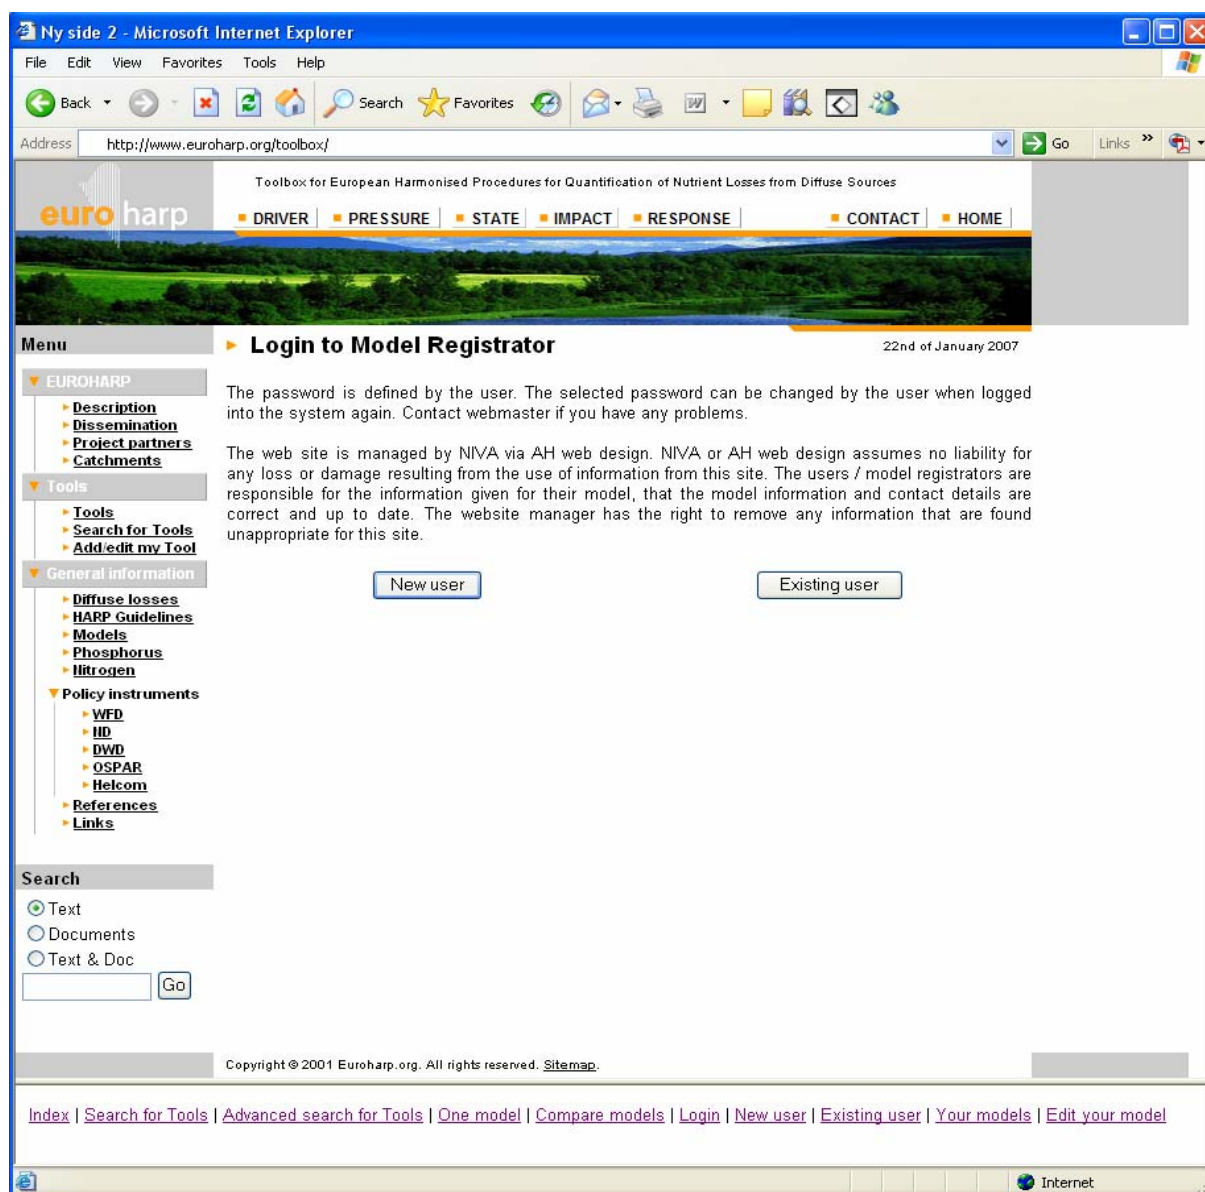 Ny side 2 - Microsoft Internet Explorer
File Edit View Favorites Tools Help
Back Search Favorites
Address http://www.euroharp.org/toolbox/ Go Links »
euro harp
Toolbox for European Harmonised Procedures for Quantification of Nutrient Losses from Diffuse Sources
DRIVER PRESSURE STATE IMPACT RESPONSE CONTACT HOME
Menu
EUROHARP
Description
Dissemination
Project partners
Catchments
Tools
Tools
Search for Tools
Add/edit my Tool
General information
Diffuse losses
HARP Guidelines
Models
Phosphorus
Nitrogen
Policy instruments
WFD
ND
DWD
OSPAR
Helcom
References
Links
Search
Text
Documents
Text & Doc
Go
Login to Model Registrator
22nd of January 2007
The password is defined by the user. The selected password can be changed by the user when logged
into the system again. Contact webmaster if you have any problems.
The web site is managed by NIVA via AH web design. NIVA or AH web design assumes no liability for
any loss or damage resulting from the use of information from this site. The users / model registrators are
responsible for the information given for their model, that the model information and contact details are
correct and up to date. The website manager has the right to remove any information that are found
unappropriate for this site.
New user Existing user
Copyright © 2001 Euroharp.org. All rights reserved. Sitemap.
Index | Search for Tools | Advanced search for Tools | One model | Compare models | Login | New user | Existing user | Your models | Edit your model
Internet